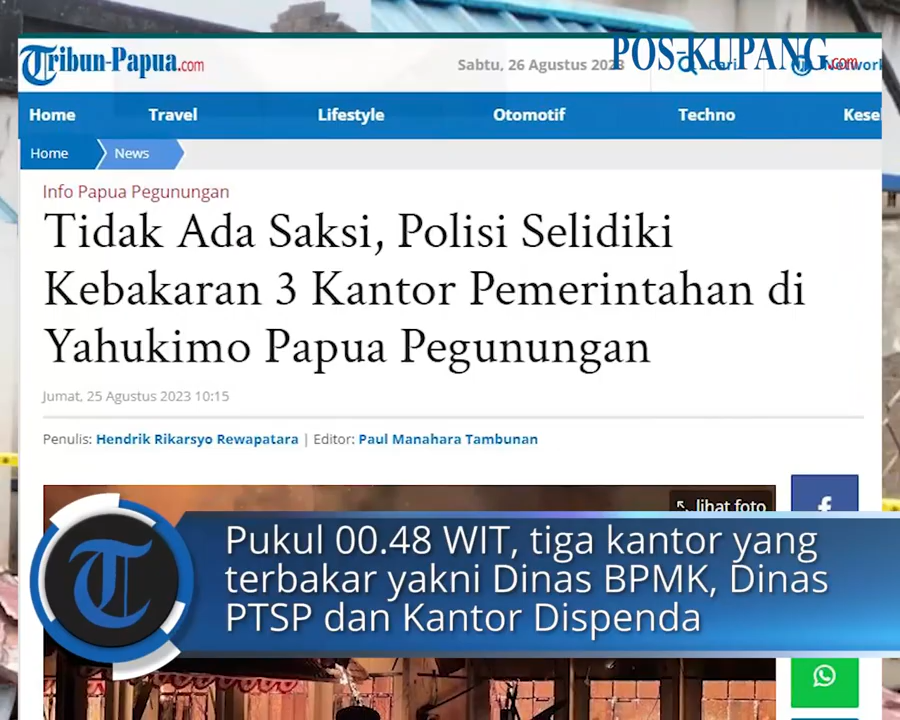 Tribun-Papua.com
Sabtu, 26 Agustus 2023
POS-KUPANG.com
Cari
Network
Home Travel Lifestyle Otomotif Techno Kese
Home News
Info Papua Pegunungan
Tidak Ada Saksi, Polisi Selidiki
Kebakaran 3 Kantor Pemerintahan di
Yahukimo Papua Pegunungan
Jumat, 25 Agustus 2023 10:15
Penulis: Hendrik Rikarsyo Rewapatara | Editor: Paul Manahara Tambunan
lihat foto
f
T
Pukul 00.48 WIT, tiga kantor yang
terbakar yakni Dinas BPMK, Dinas
PTSP dan Kantor Dispenda